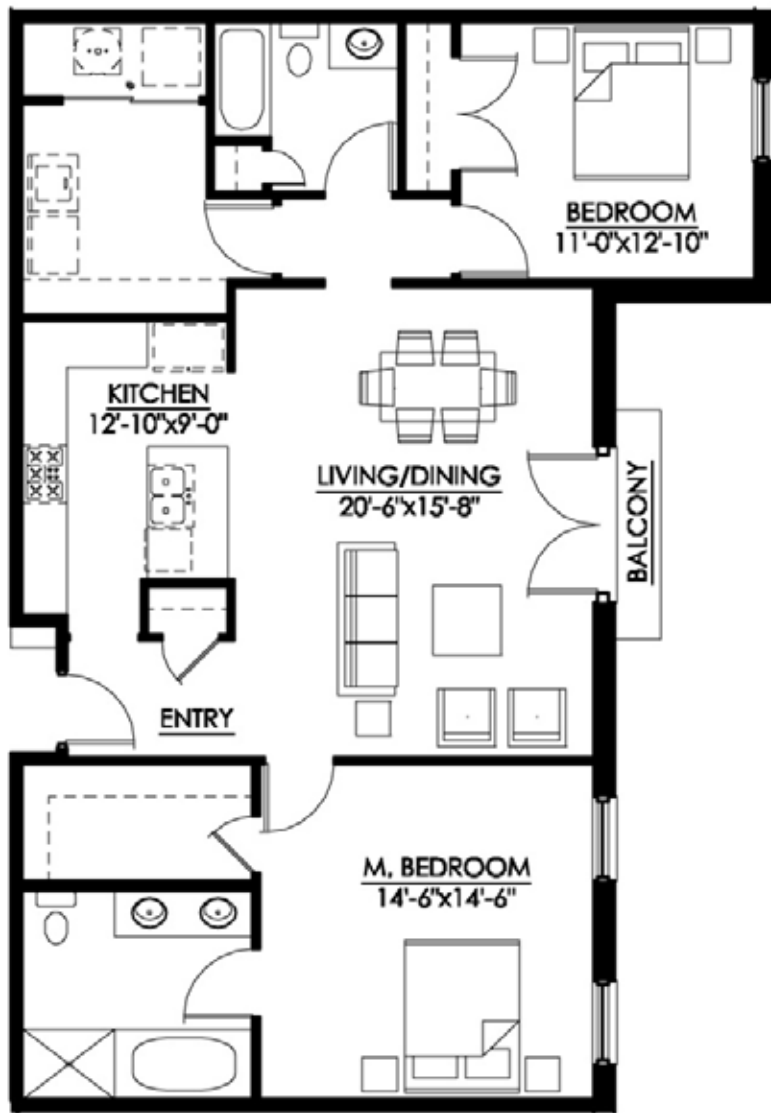 BEDROOM
11'-0"x12'-10"
KITCHEN
12'-10"x9'-0"
LIVING/DINING
20'-6"x15'-8"
BALCONY
ENTRY
M. BEDROOM
14'-6"x14'-6"